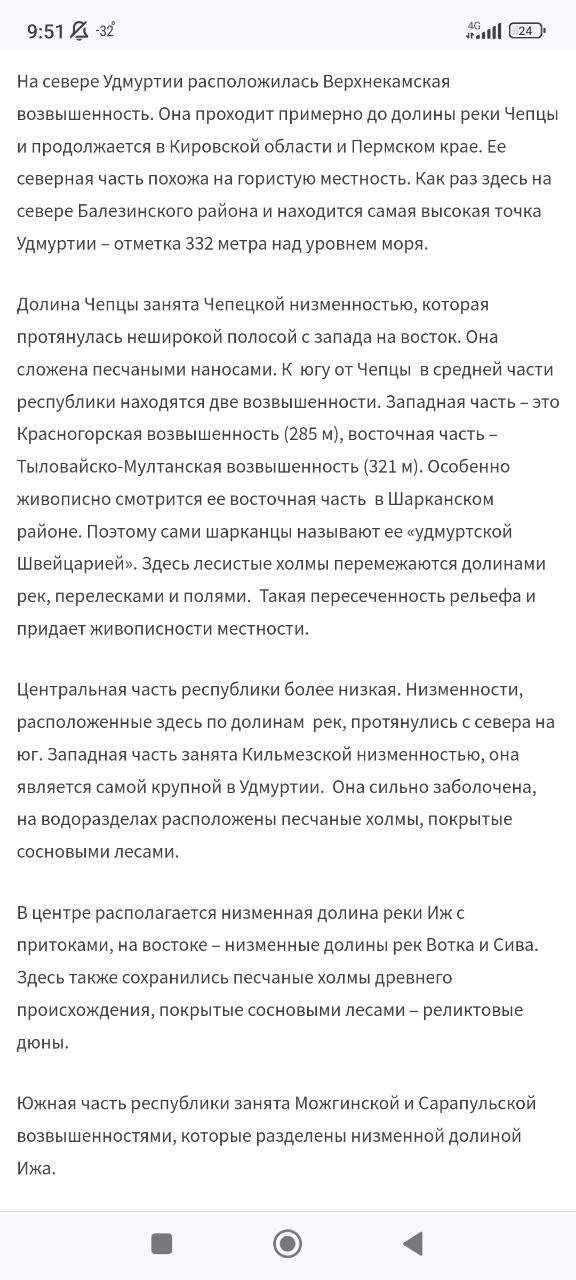 9:51 -32°
4G 24
На севере Удмуртии расположилась Верхнекамская
возвышенность. Она проходит примерно до долины реки Чепцы
и продолжается в Кировской области и Пермском крае. Ее
северная часть похожа на гористую местность. Как раз здесь на
севере Балезинского района и находится самая высокая точка
Удмуртии – отметка 332 метра над уровнем моря.
Долина Чепцы занята Чепецкой низменностью, которая
протянулась неширокой полосой с запада на восток. Она
сложена песчаными наносами. К  югу от Чепцы  в средней части
республики находятся две возвышенности. Западная часть – это
Красногорская возвышенность (285 м), восточная часть –
Тыловайско-Мултанская возвышенность (321 м). Особенно
живописно смотрится ее восточная часть  в Шарканском
районе. Поэтому сами шарканцы называют ее «удмуртской
Швейцарией». Здесь лесистые холмы перемежаются долинами
рек, перелесками и полями.  Такая пересеченность рельефа и
придает живописности местности.
Центральная часть республики более низкая. Низменности,
расположенные здесь по долинам  рек, протянулись с севера на
юг. Западная часть занята Кильмезской низменностью, она
является самой крупной в Удмуртии.  Она сильно заболочена,
на водоразделах расположены песчаные холмы, покрытые
сосновыми лесами.
В центре располагается низменная долина реки Иж с
притоками, на востоке – низменные долины рек Вотка и Сива.
Здесь также сохранились песчаные холмы древнего
происхождения, покрытые сосновыми лесами – реликтовые
дюны.
Южная часть республики занята Можгинской и Сарапульской
возвышенностями, которые разделены низменной долиной
Ижа.